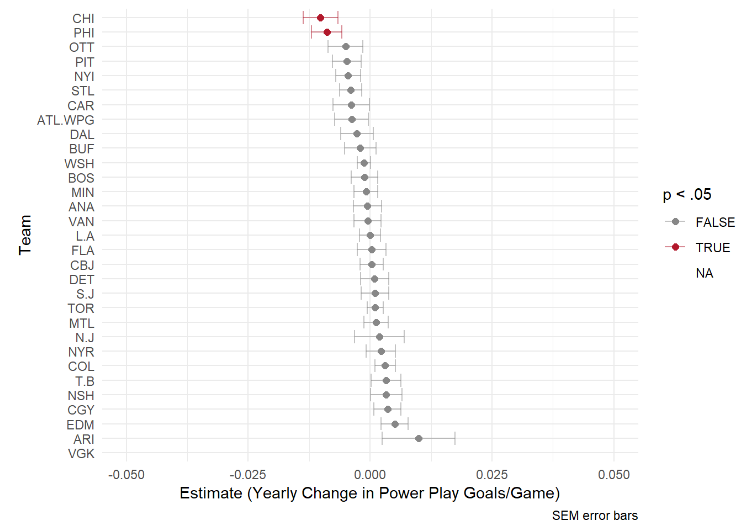 CHI
PHI
OTT
PIT
NYI
STL
CAR
ATL.WPG
DAL
BUF
WSH
BOS
MIN
ANA
VAN
L.A
FLA
CBJ
DET
S.J
TOR
MTL
N.J
NYR
COL
T.B
NSH
CGY
EDM
ARI
VGK
Team
-0.050 -0.025 0.000 0.025 0.050
Estimate (Yearly Change in Power Play Goals/Game)
SEM error bars
p < .05
FALSE
TRUE
NA